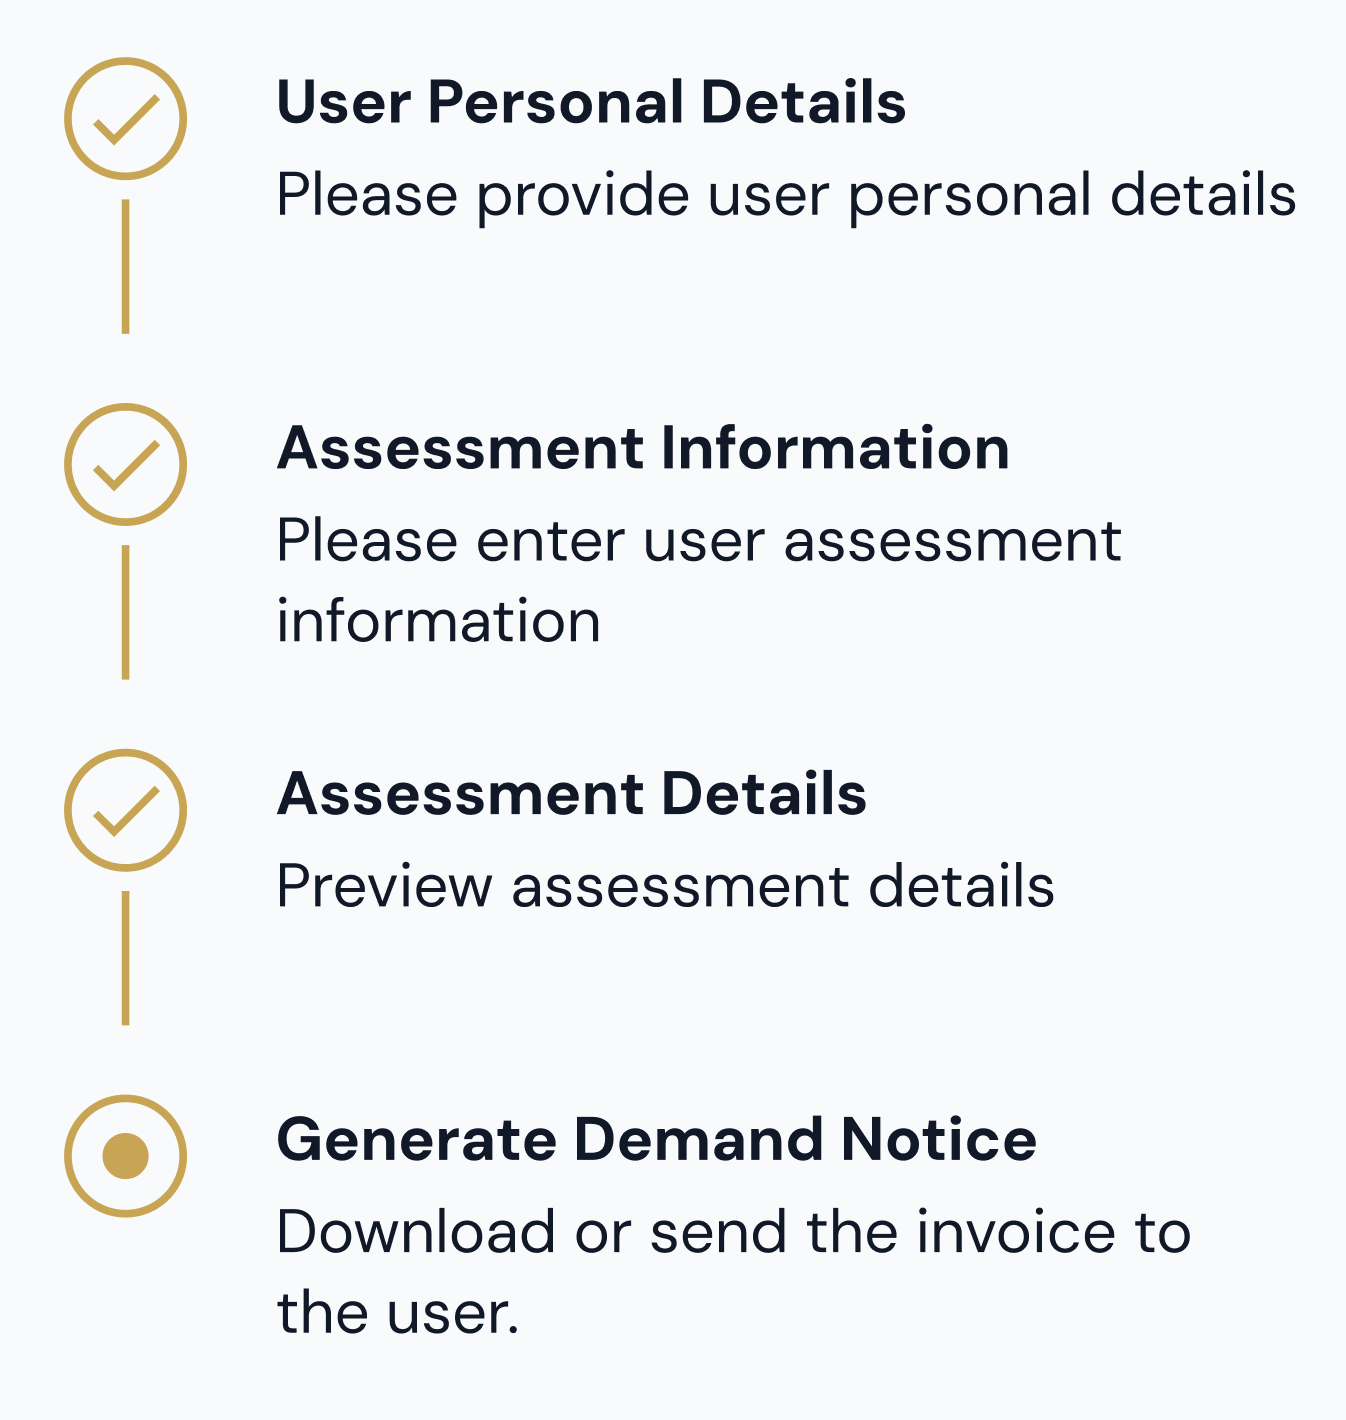 User Personal Details
Please provide user personal details
Assessment Information
Please enter user assessment
information
Assessment Details
Preview assessment details
Generate Demand Notice
Download or send the invoice to
the user.